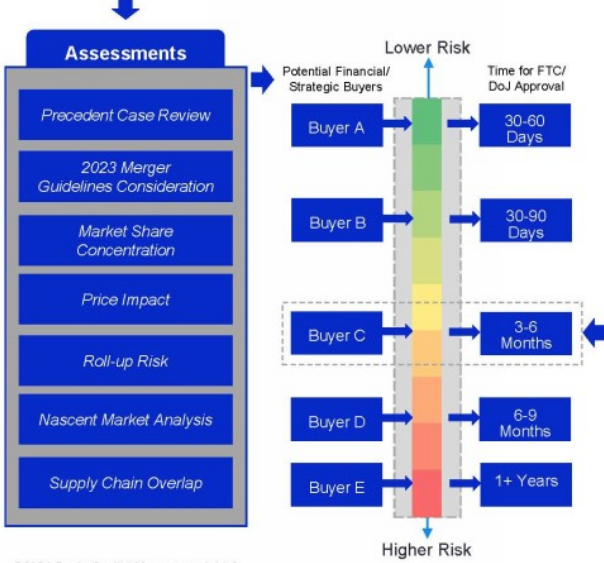 Assessments
Precedent Case Review
2023 Merger
Guidelines Consideration
Market Share
Concentration
Price Impact
Roll-up Risk
Nascent Market Analysis
Supply Chain Overlap
Lower Risk
Potential Financial/
Strategic Buyers
Time for FTC/
DoJ Approval
Buyer A
30-60
Days
Buyer B
30-90
Days
Buyer C
3-6
Months
Buyer D
6-9
Months
Buyer E
1+ Years
Higher Risk